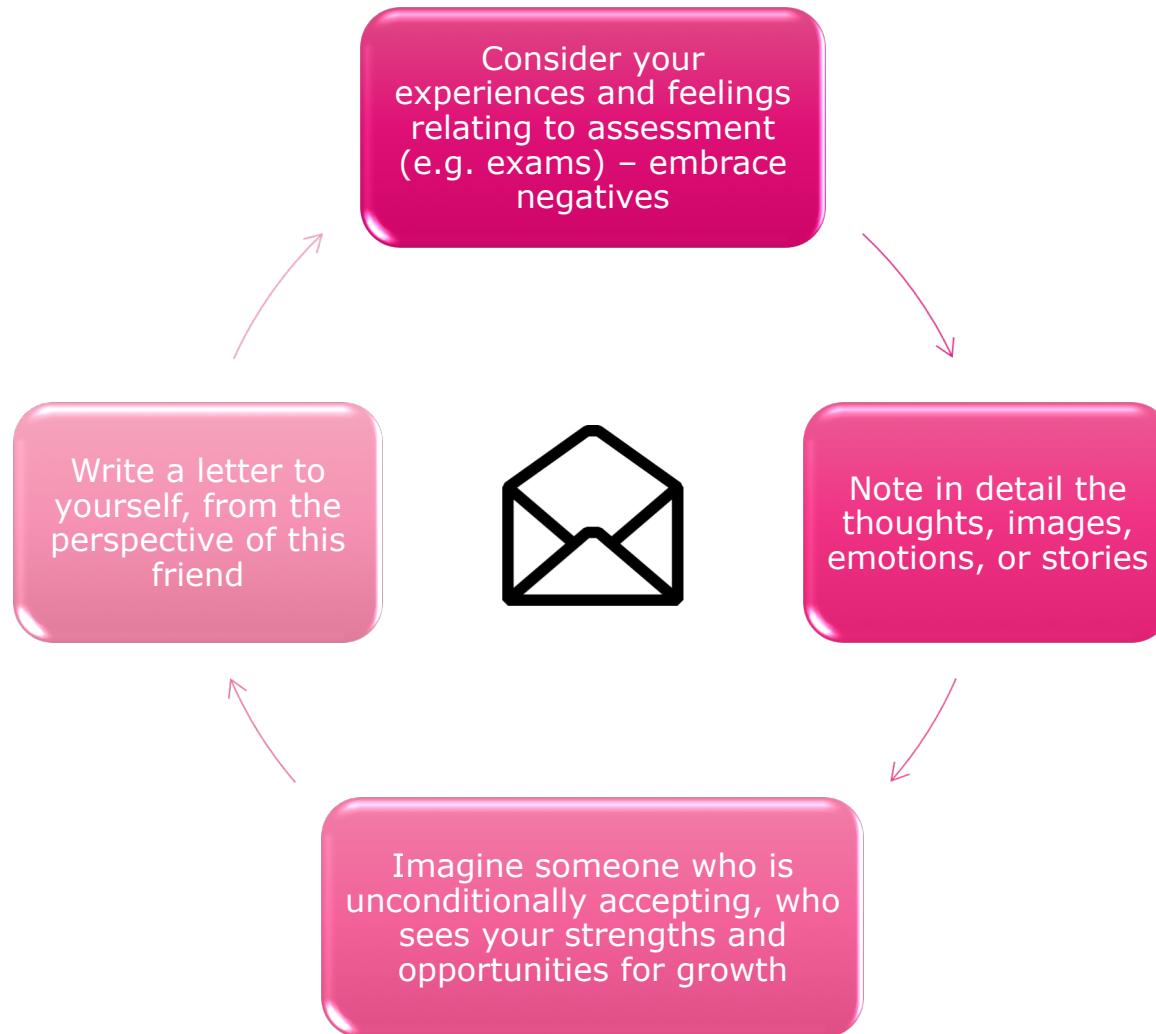 Consider your
experiences and feelings
relating to assessment
(e.g. exams) – embrace
negatives
Note in detail the
thoughts, images,
emotions, or stories
Imagine someone who is
unconditionally accepting, who
sees your strengths and
opportunities for growth
Write a letter to
yourself, from the
perspective of this
friend